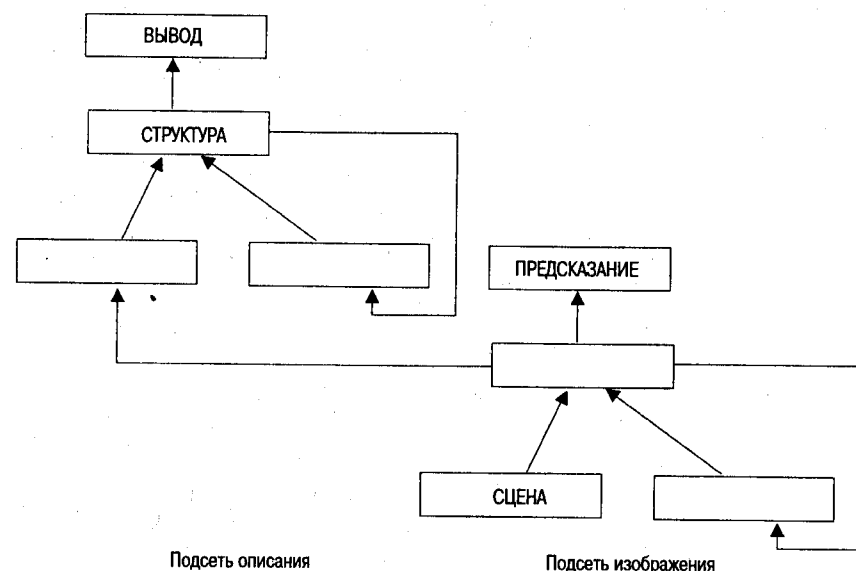 ВЫВОД
СТРУКТУРА
ПРЕДСКАЗАНИЕ
СЦЕНА
Подсеть описания
Подсеть изображения